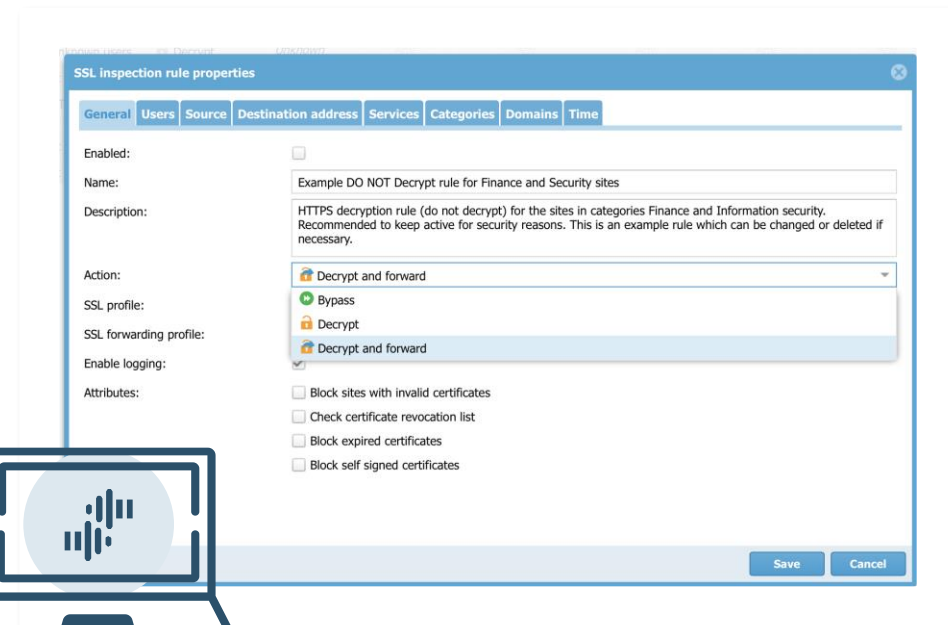 unknown users Decrypt Unknown
SSL inspection rule properties
General Users Source Destination address Services Categories Domains Time
Enabled:
Name: Example DO NOT Decrypt rule for Finance and Security sites
Description: HTTPS decryption rule (do not decrypt) for the sites in categories Finance and Information security.
Recommended to keep active for security reasons. This is an example rule which can be changed or deleted if
necessary.
Action: Decrypt and forward
Bypass
SSL profile:
Decrypt
SSL forwarding profile:
Decrypt and forward
Enable logging:
Attributes: Block sites with invalid certificates
Check certificate revocation list
Block expired certificates
Block self signed certificates
Save Cancel